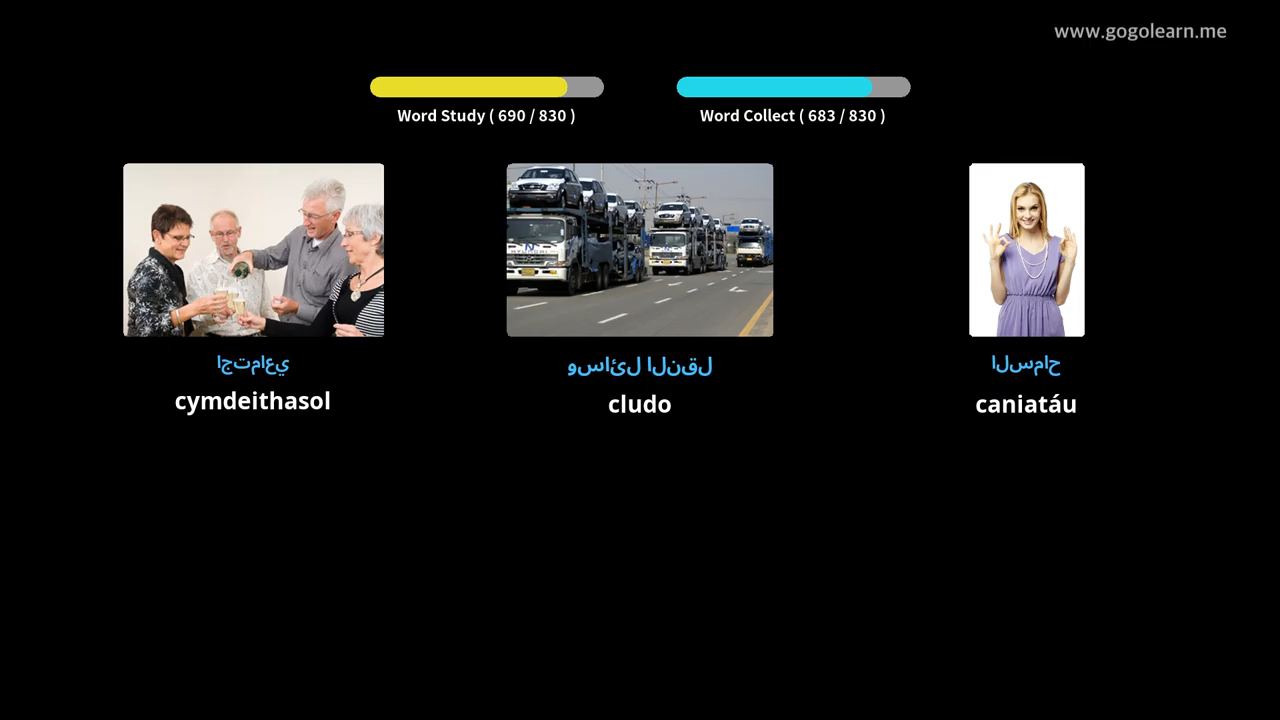 www.gogolearn.me
Word Study ( 690 / 830 )
Word Collect ( 683 / 830 )
اجتماعي
وسائل النقل
السماح
cymdeithasol
cludo
caniatáu